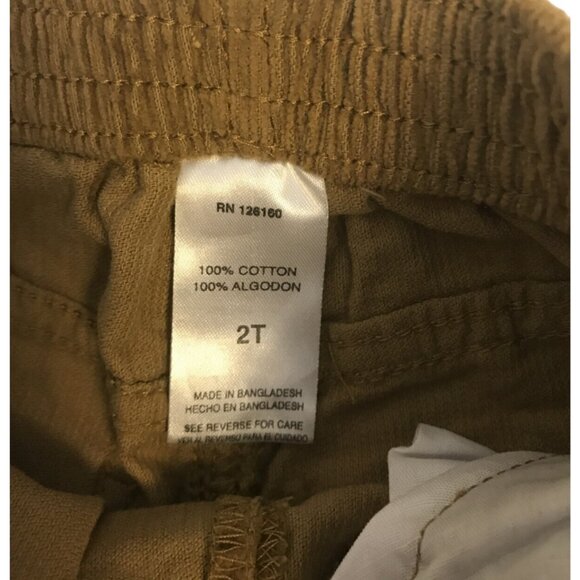 RN 126160
100% COTTON
100% ALGODON
2T
MADE IN BANGLADESH
HECHO EN BANGLADESH
SEE REVERSE FOR CARE
VER AL REVERSO PARA EL CUIDADO